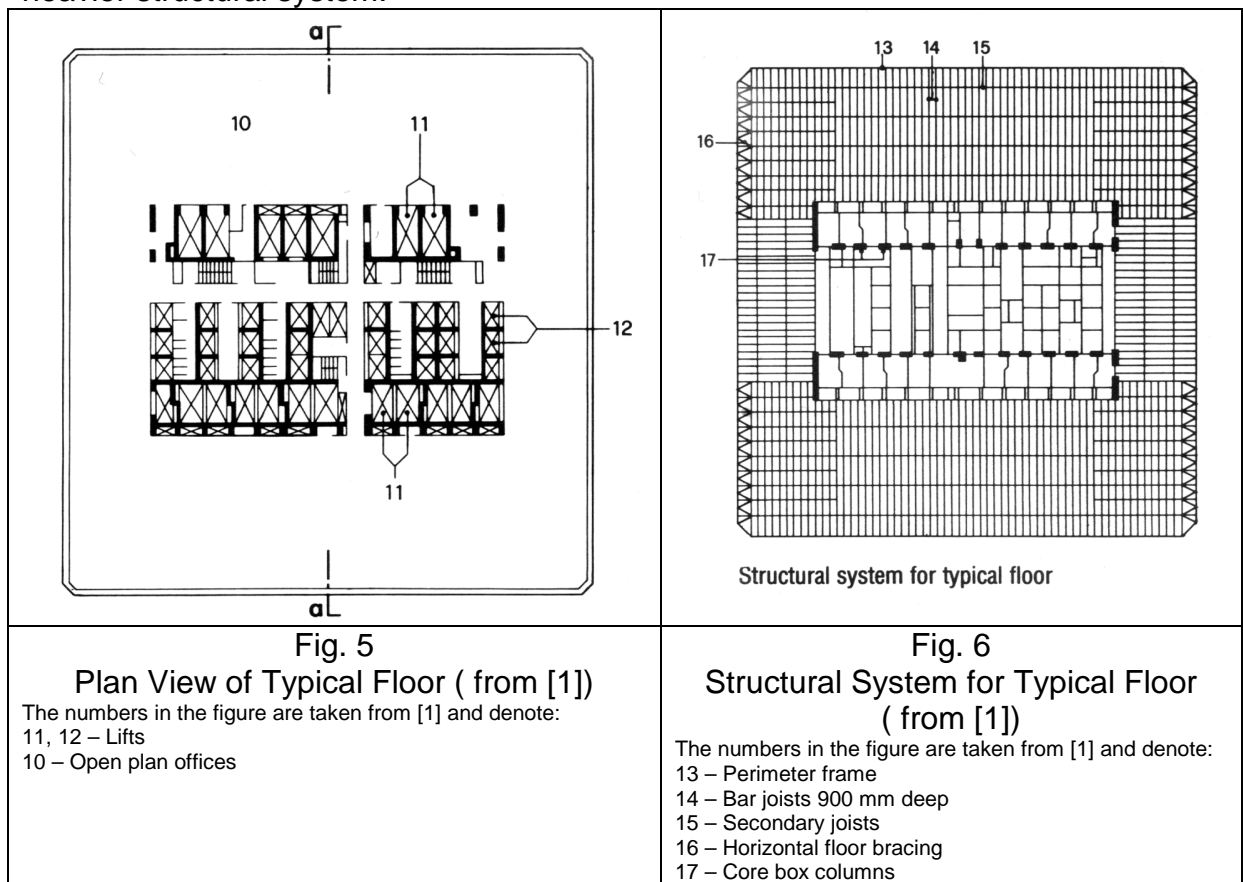 heavier structural system.
a
10
11
12
11
a
13
14
15
16
17
Structural system for typical floor
Fig. 5
Plan View of Typical Floor ( from [1])
The numbers in the figure are taken from [1] and denote:
11, 12 – Lifts
10 – Open plan offices
Fig. 6
Structural System for Typical Floor
( from [1])
The numbers in the figure are taken from [1] and denote:
13 – Perimeter frame
14 – Bar joists 900 mm deep
15 – Secondary joists
16 – Horizontal floor bracing
17 – Core box columns